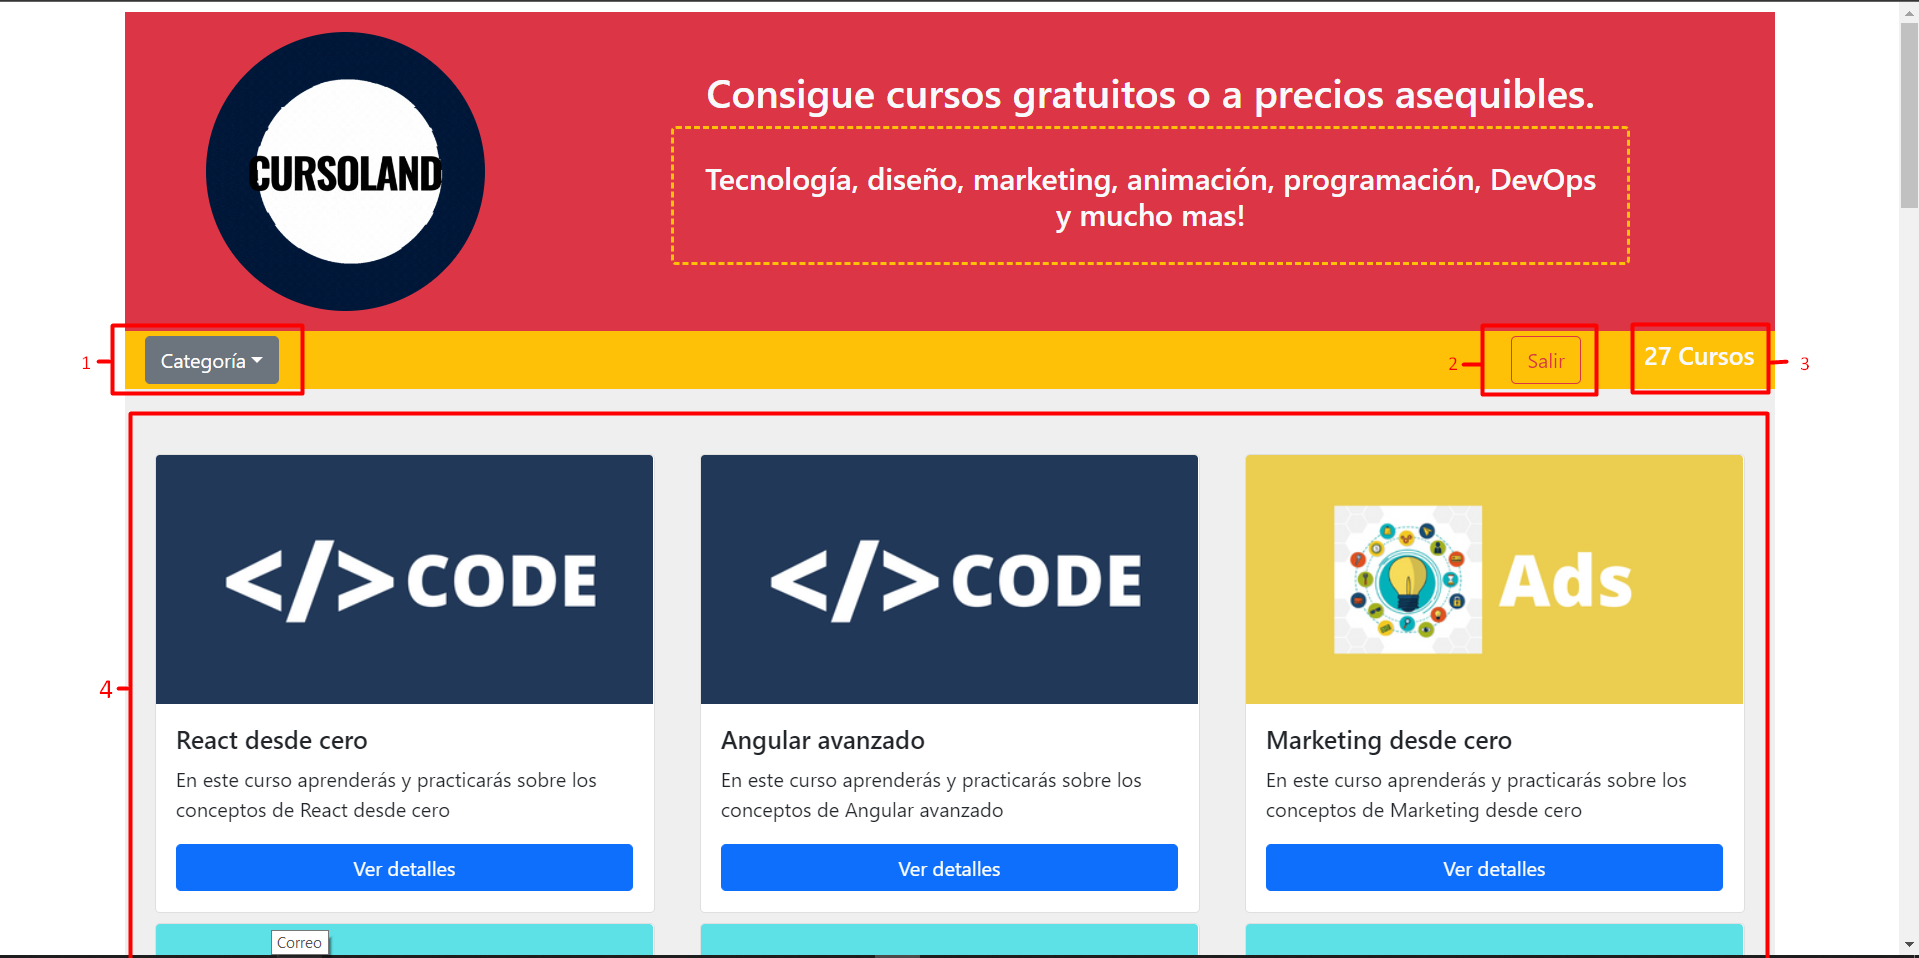 CURSOLAND
Consigue cursos gratuitos o a precios asequibles.
Tecnología, diseño, marketing, animación, programación, DevOps
y mucho mas!
1
Categoría
2
Salir
27 Cursos
3
4
</> CODE
</> CODE
Ads
React desde cero
En este curso aprenderás y practicarás sobre los
conceptos de React desde cero
Ver detalles
Angular avanzado
En este curso aprenderás y practicarás sobre los
conceptos de Angular avanzado
Ver detalles
Marketing desde cero
En este curso aprenderás y practicarás sobre los
conceptos de Marketing desde cero
Ver detalles
Correo